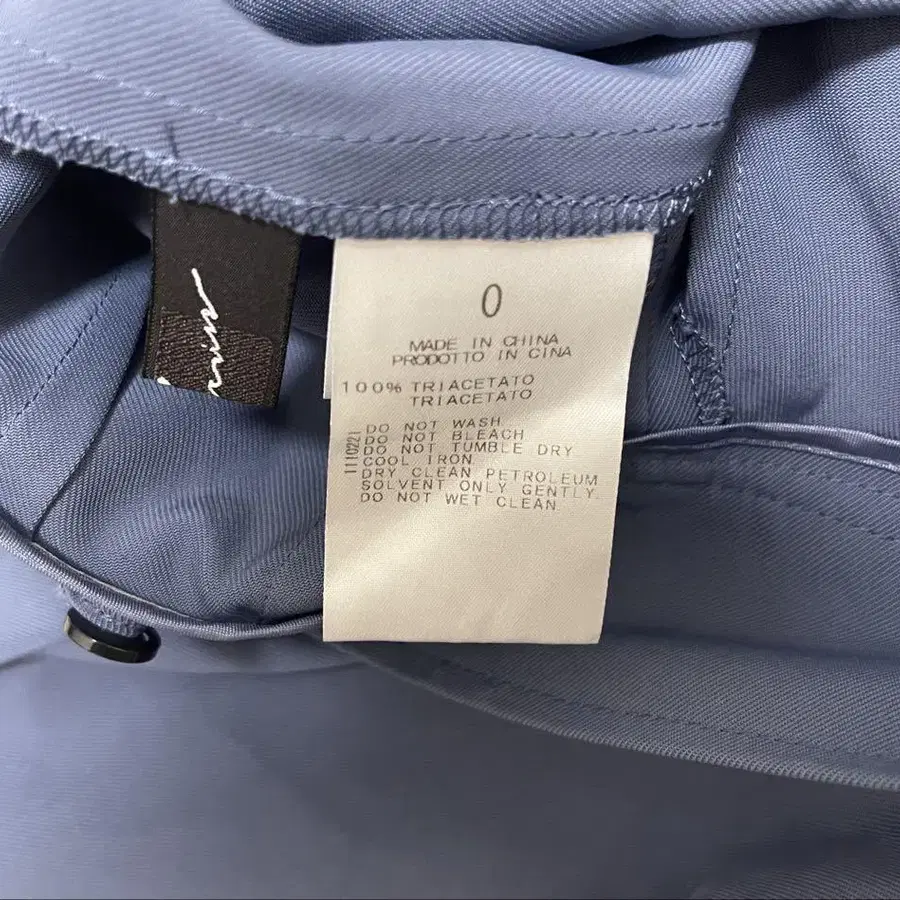 0
MADE IN CHINA
PRODOTTO IN CINA
100% TRIACETATO
TRIACETATO
DO NOT WASH
DO NOT BLEACH
DO NOT TUMBLE DRY
COOL IRON
DRY CLEAN PETROLEUM
SOLVENT ONLY GENTLY
DO NOT WET CLEAN